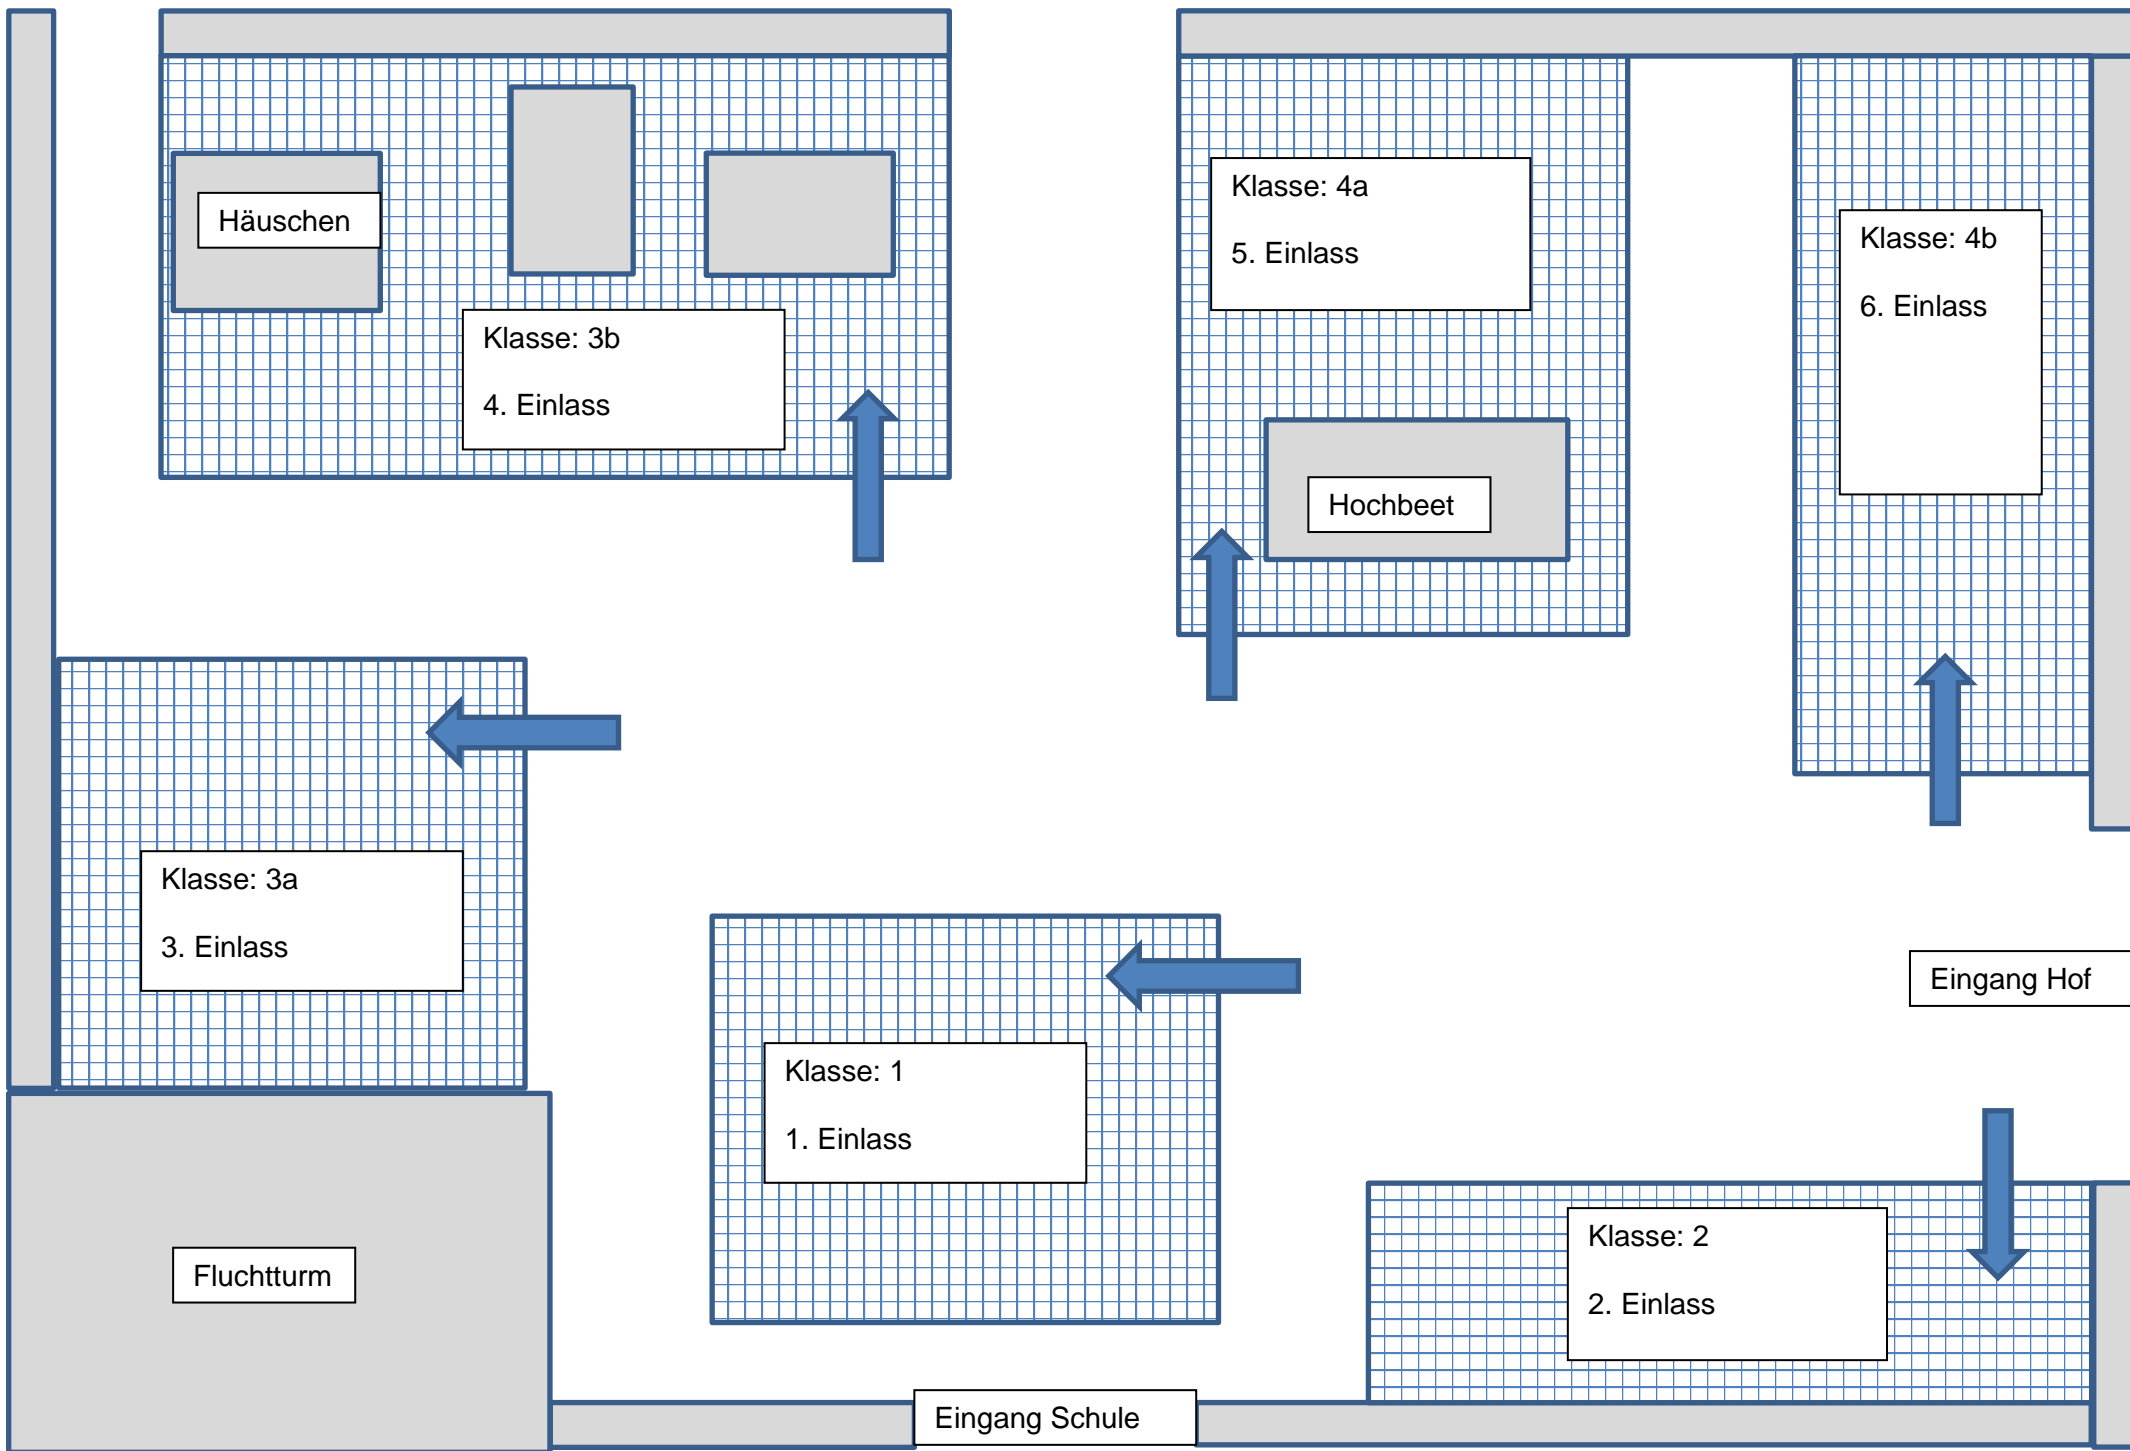 Häuschen
Klasse: 3b
4. Einlass
Klasse: 4a
5. Einlass
Hochbeet
Klasse: 4b
6. Einlass
Klasse: 3a
3. Einlass
Klasse: 1
1. Einlass
Eingang Hof
Fluchtturm
Klasse: 2
2. Einlass
Eingang Schule